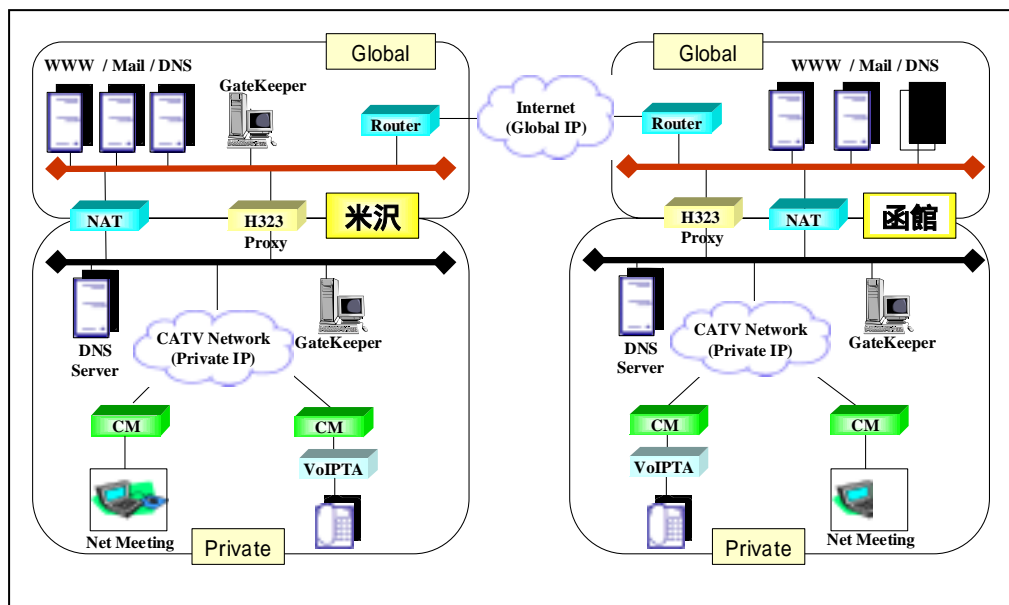 Global
WWW / Mail / DNS
GateKeeper
Router
NAT
H323
Proxy
米沢
DNS
Server
CATV Network
(Private IP)
GateKeeper
CM
CM
VoIPTA
Net Meeting
Private
Internet
(Global IP)
Global
WWW / Mail / DNS
Router
H323
Proxy
NAT
函館
DNS
Server
CATV Network
(Private IP)
GateKeeper
CM
CM
VoIPTA
Net Meeting
Private